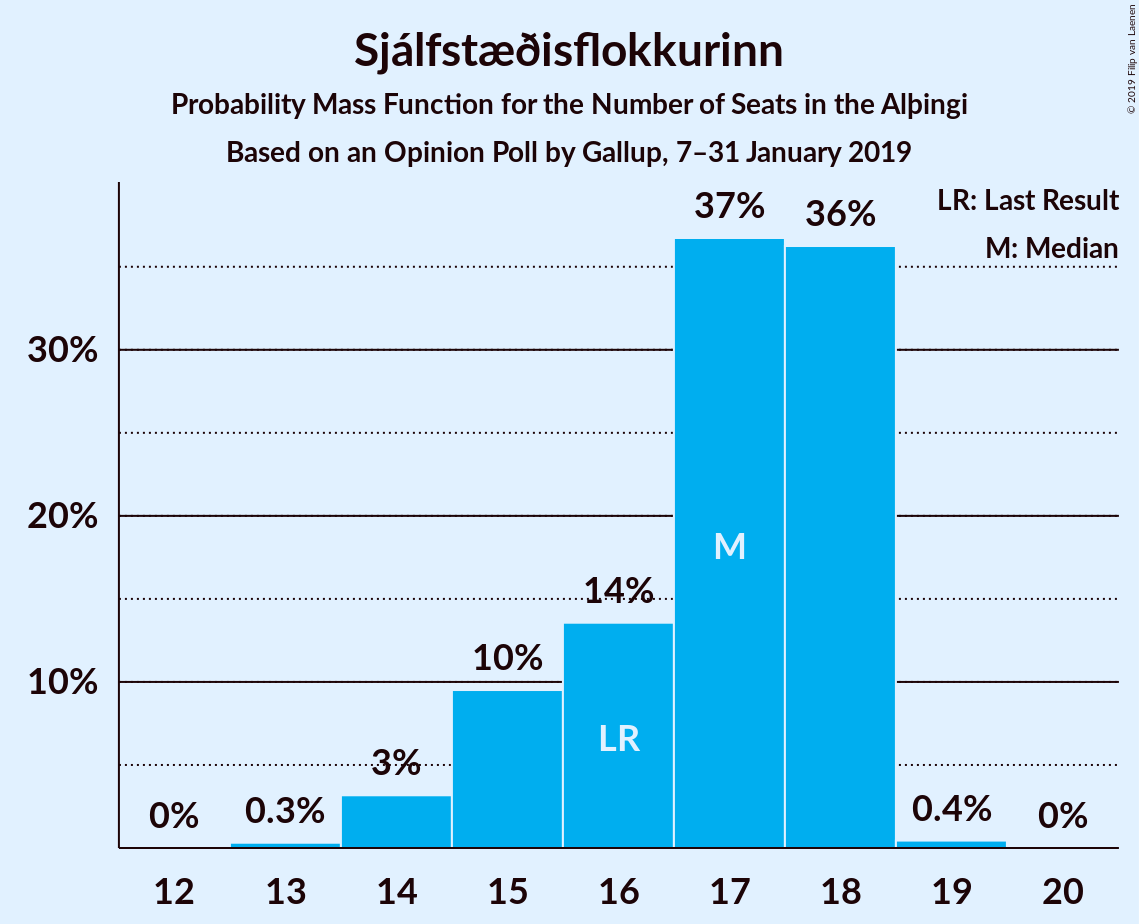 Sjálfstæðisflokkurinn
Probability Mass Function for the Number of Seats in the Alþingi
Based on an Opinion Poll by Gallup, 7–31 January 2019
© 2019 Filip van Laenen
LR: Last Result
M: Median
37%
36%
30%
20%
10%
M
14%
10%
LR
3%
0%
0.3%
0.4%
0%
12
13
14
15
16
17
18
19
20